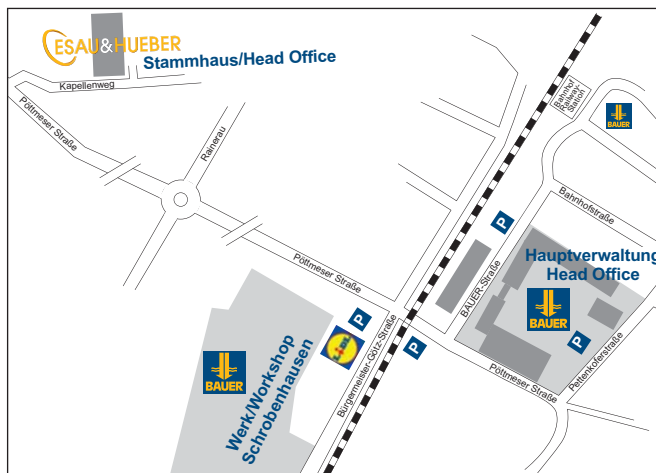 ESAU&HUEBER
Stammhaus/Head Office
Kapellenweg
Pöttmeser Straße
Rainerau
Bahnhof
Railway-
Station
BAUER
Bahnhofstraße
P
Hauptverwaltung
Head Office
BAUER-Straße
BAUER
P
Pettenkoferstraße
Pöttmeser Straße
Pöttmeser Straße
P
P
LIDL
Bürgermeister-Götz-Straße
BAUER
Werk/Workshop
Schrobenhausen